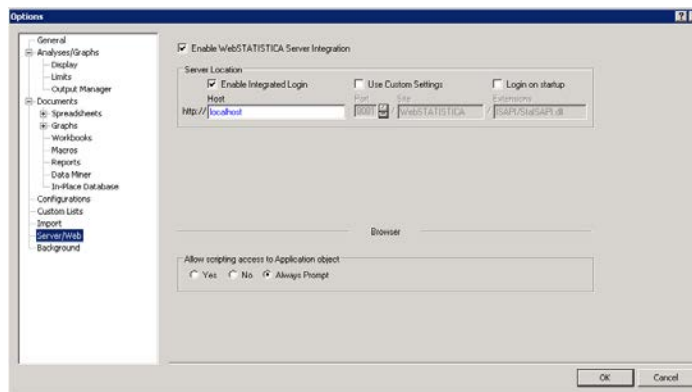 Options
General
Analyses/Graphs
Display
Limits
Output Manager
Documents
Spreadsheets
Graphs
Workbooks
Macros
Reports
Data Miner
In-Place Database
Configurations
Custom Lists
Import
Server/Web
Background
Enable WebSTATISTICA Server Integration
Server Location
Enable Integrated Login Use Custom Settings Login on startup
Host Port Site Extensions
http:// localhost / WebSTATISTICA / ISAPI/StatISAPI.dll
Browser
Allow scripting access to Application object
Yes No Always Prompt
OK Cancel